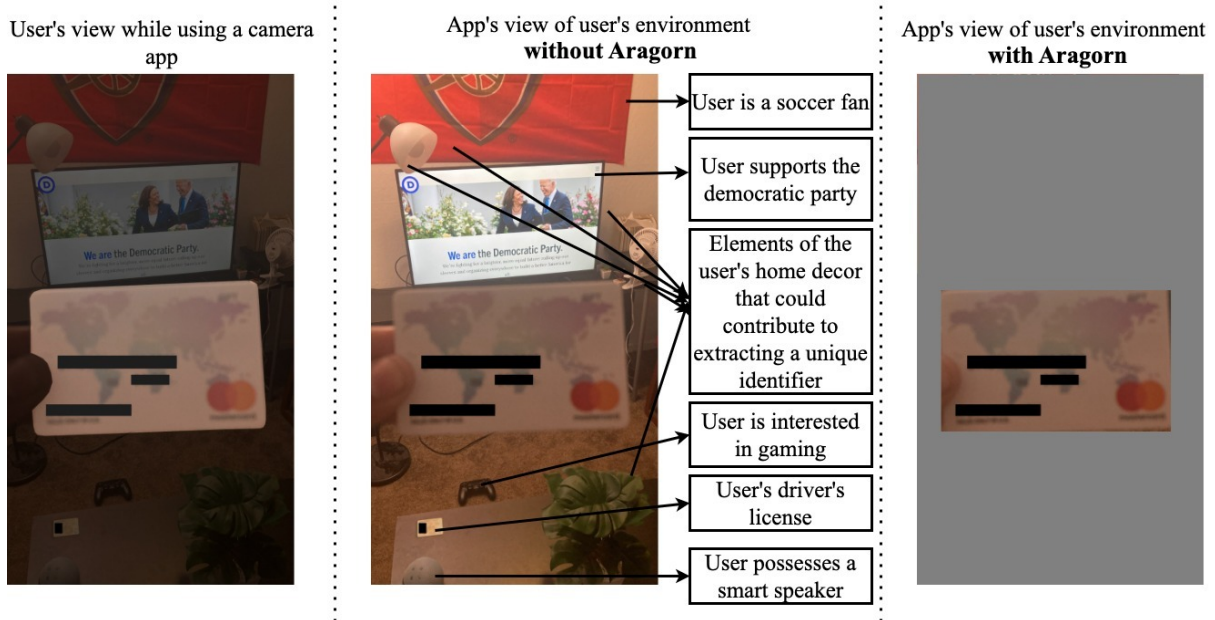 User's view while using a camera
app
App's view of user's environment
without Aragorn
App's view of user's environment
with Aragorn
User is a soccer fan
User supports the
democratic party
Elements of the
user's home decor
that could
contribute to
extracting a unique
identifier
User is interested
in gaming
User's driver's
license
User possesses a
smart speaker
D
We are the Democratic Party.
D
We are the Democratic Party.